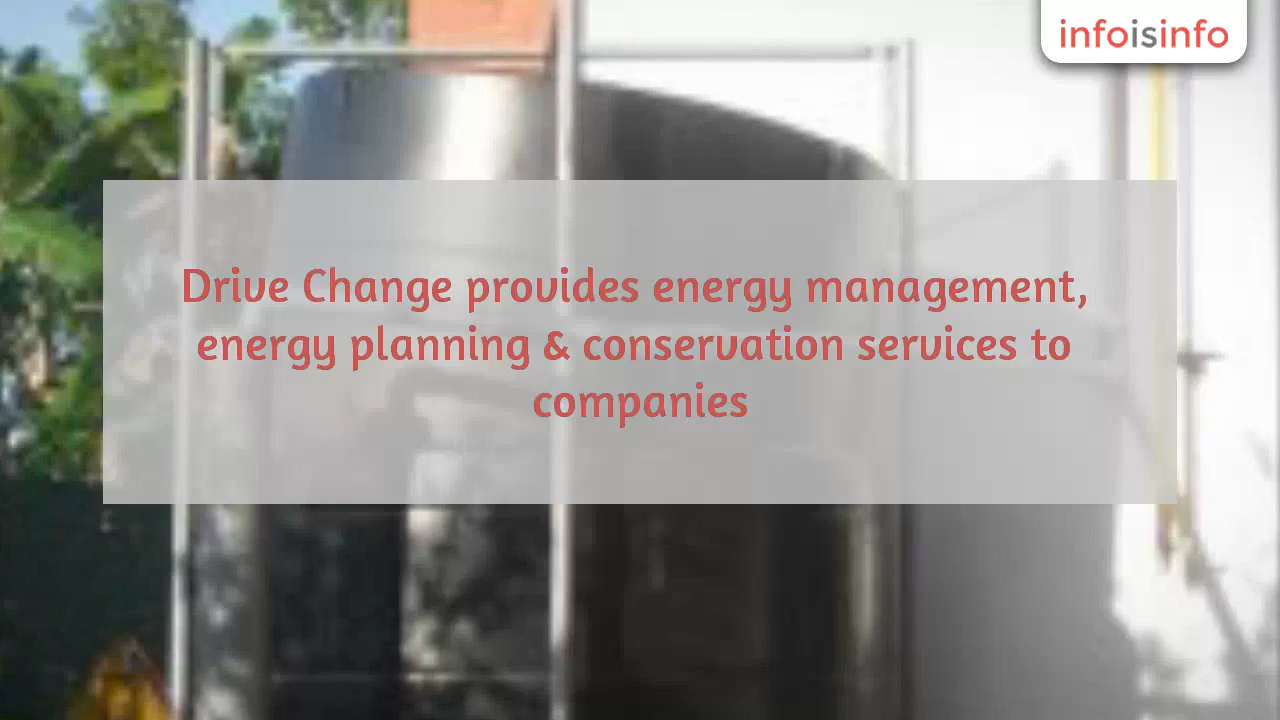 infoisinfo
Drive Change provides energy management,
energy planning & conservation services to
companies